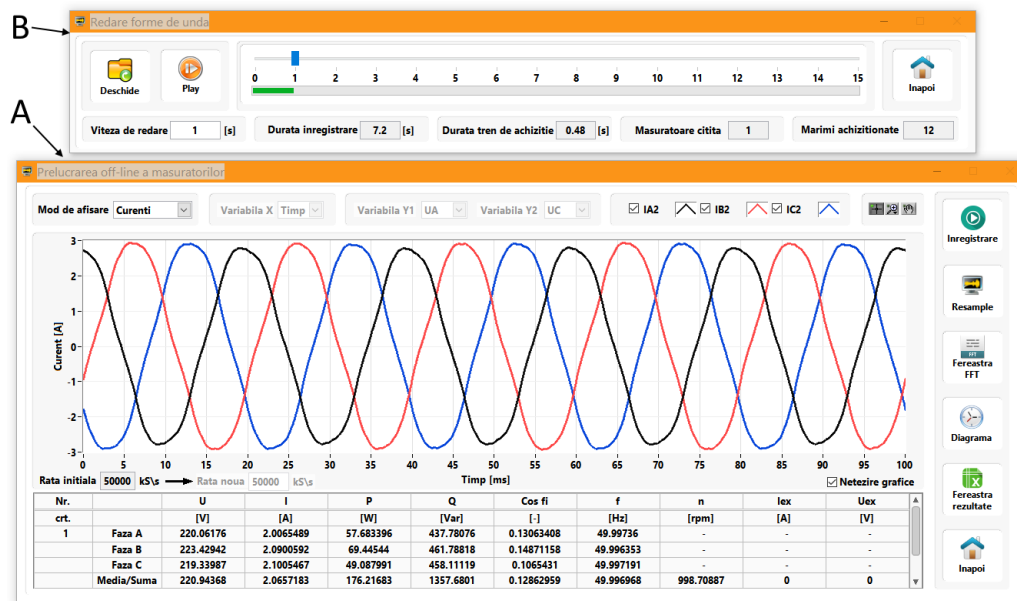 B
Redare forme de unda
Deschide
Play
0 1 2 3 4 5 6 7 8 9 10 11 12 13 14 15
Inapoi
Viteza de redare 1 [s] Durata inregistrare 7.2 [s] Durata tren de achizitie 0.48 [s] Masuratoare citita 1 Marimi achizitionate 12
A
Prelucrarea off-line a masuratorilor
Mod de afisare Curenti Variabila X Timp Variabila Y1 UA Variabila Y2 UC IA2 IB2 IC2
Inregistrare
Resample
FFT
Fereastra
FFT
Diagrama
Fereastra
rezultate
Inapoi
Curent [A]
3
2
1
0
-1
-2
-3
0 5 10 15 20 25 30 35 40 45 50 55 60 65 70 75 80 85 90 95 100
Timp [ms]
Rata initiala 50000 kS\s Rata noua 50000 kS\s Netezire grafice
Nr. U I P Q Cos fi f n Iex Uex
crt. [V] [A] [W] [Var] [-] [Hz] [rpm] [A] [V]
1 Faza A 220.06176 2.0065489 57.683396 437.78076 0.13063408 49.99736 - - -
Faza B 223.42942 2.0900592 69.44544 461.78818 0.14871158 49.996353 - - -
Faza C 219.33987 2.1005467 49.087991 458.11119 0.1065431 49.997191 - - -
Media/Suma 220.94368 2.0657183 176.21683 1357.6801 0.12862959 49.996968 998.70887 0 0